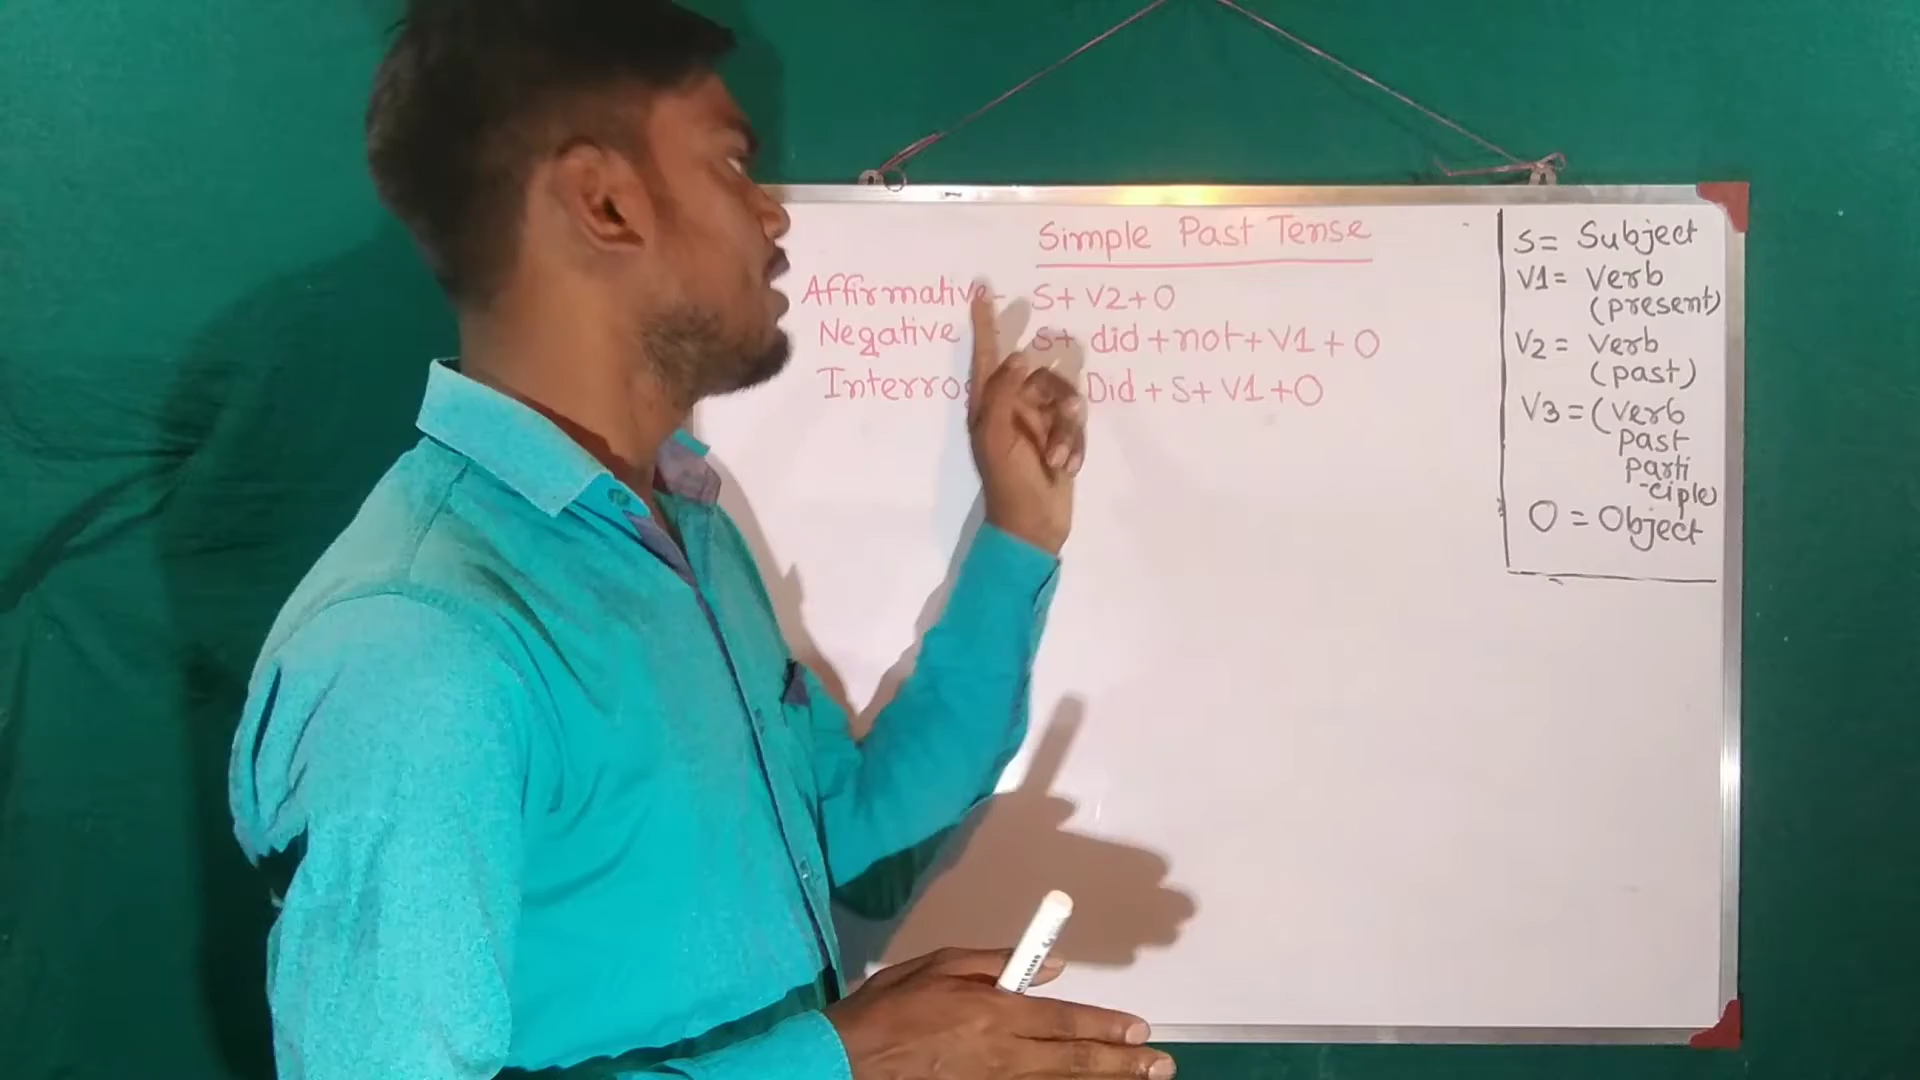 Simple Past Tense
Affirmative - S+ V2+O
Negative - S+ did +not+V1+O
Interrog Did + S+ V1 +O
S= Subject
V1= Verb
(present)
V2= Verb
(past)
V3=(Verb
past
parti
-ciple)
O = Object